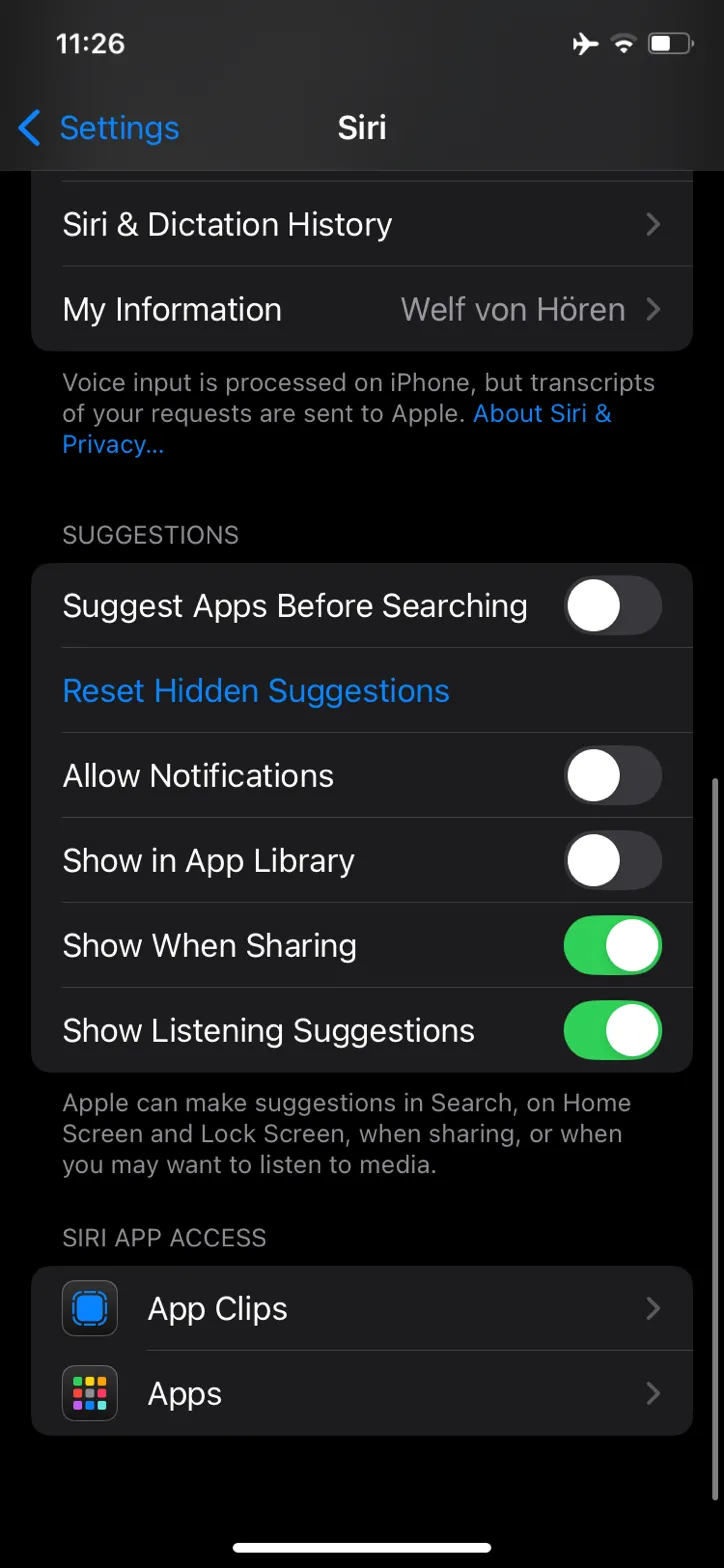 11:26
Settings
Siri
Siri & Dictation History
My Information Welf von Hören
Voice input is processed on iPhone, but transcripts
of your requests are sent to Apple. About Siri &
Privacy...
SUGGESTIONS
Suggest Apps Before Searching
Reset Hidden Suggestions
Allow Notifications
Show in App Library
Show When Sharing
Show Listening Suggestions
Apple can make suggestions in Search, on Home
Screen and Lock Screen, when sharing, or when
you may want to listen to media.
SIRI APP ACCESS
App Clips
Apps